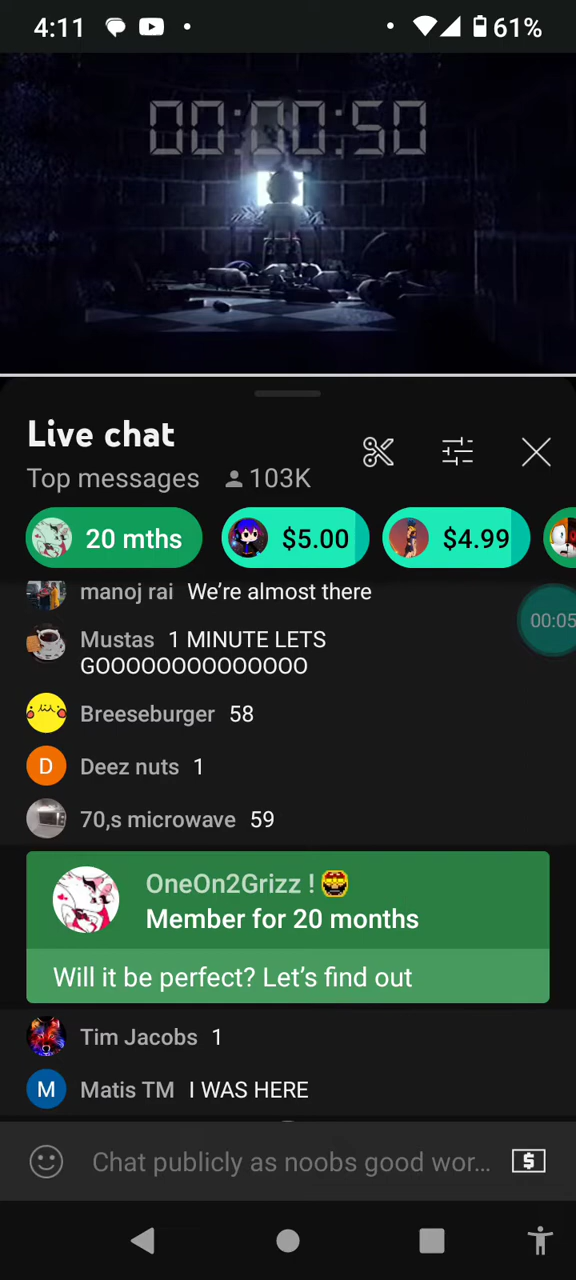 4:11
61%
00:00:50
Live chat
Top messages 103K
20 mths $5.00 $4.99
manoj rai We’re almost there
Mustas 1 MINUTE LETS
GOOOOOOOOOOOOOO
00:05
Breeseburger 58
D Deez nuts 1
70,s microwave 59
OneOn2Grizz !
Member for 20 months
Will it be perfect? Let’s find out
Tim Jacobs 1
M Matis TM I WAS HERE
Chat publicly as noobs good wor... $